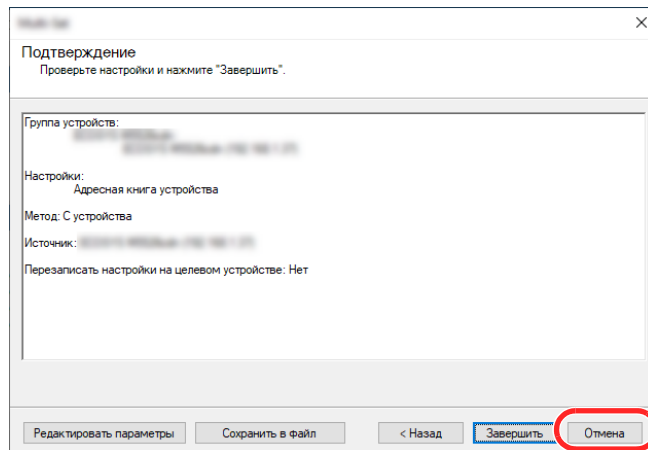 Подтверждение
Проверьте настройки и нажмите "Завершить".
Группа устройств:
Настройки:
Адресная книга устройства
Метод: С устройства
Источник:
Перезаписать настройки на целевом устройстве: Нет
Редактировать параметры
Сохранить в файл
< Назад
Завершить
Отмена